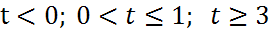 t < 0; 0 < 𝑡 ≤ 1; 𝑡 ≥ 3